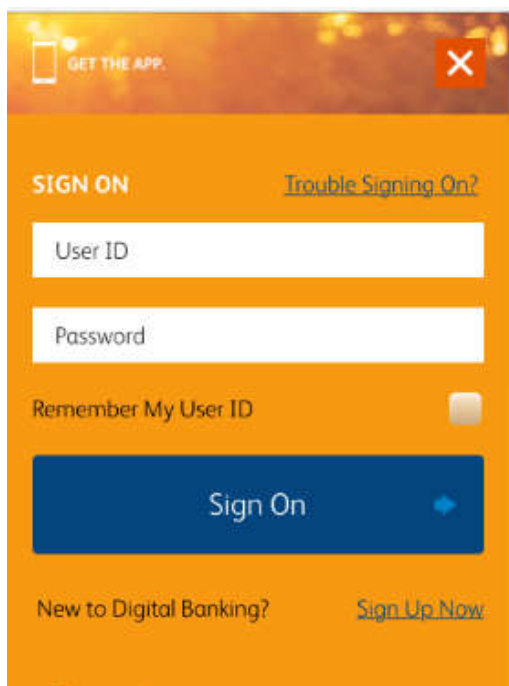 GET THE APP.
SIGN ON
Trouble Signing On?
User ID
Password
Remember My User ID
Sign On
New to Digital Banking?
Sign Up Now